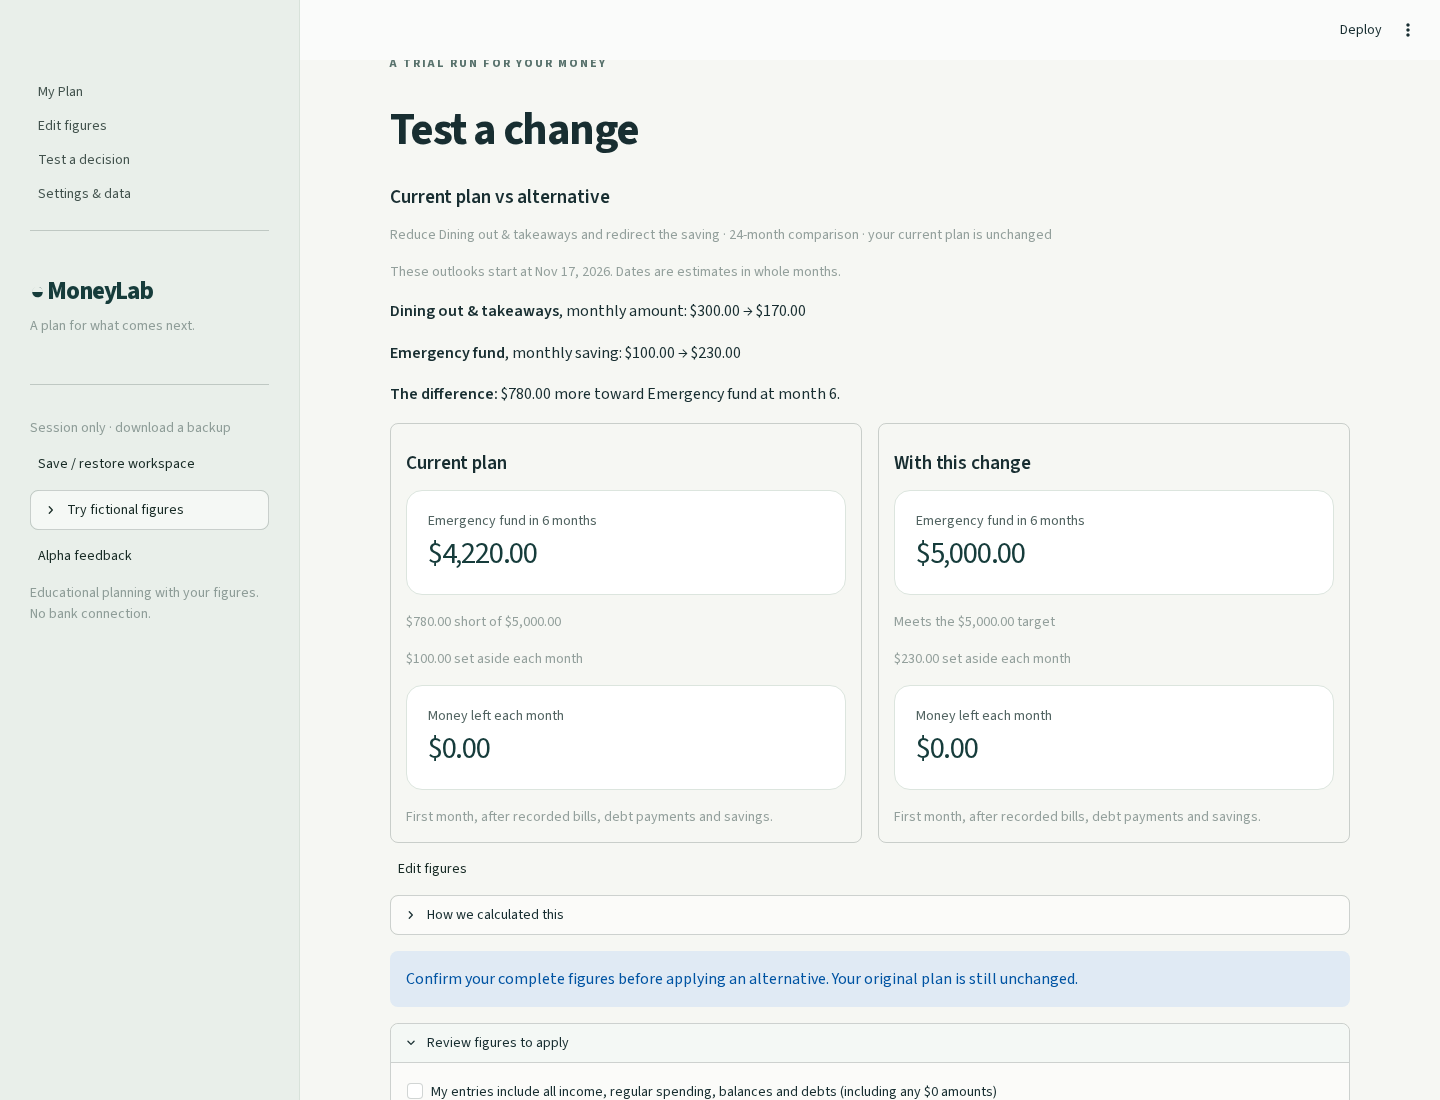 Deploy
My Plan
Edit figures
Test a decision
Settings & data
MoneyLab
A plan for what comes next.
Session only · download a backup
Save / restore workspace
Try fictional figures
Alpha feedback
Educational planning with your figures.
No bank connection.
A TRIAL RUN FOR YOUR MONEY
Test a change
Current plan vs alternative
Reduce Dining out & takeaways and redirect the saving · 24-month comparison · your current plan is unchanged
These outlooks start at Nov 17, 2026. Dates are estimates in whole months.
Dining out & takeaways, monthly amount: $300.00 → $170.00
Emergency fund, monthly saving: $100.00 → $230.00
The difference: $780.00 more toward Emergency fund at month 6.
Current plan
Emergency fund in 6 months
$4,220.00
$780.00 short of $5,000.00
$100.00 set aside each month
Money left each month
$0.00
First month, after recorded bills, debt payments and savings.
With this change
Emergency fund in 6 months
$5,000.00
Meets the $5,000.00 target
$230.00 set aside each month
Money left each month
$0.00
First month, after recorded bills, debt payments and savings.
Edit figures
How we calculated this
Confirm your complete figures before applying an alternative. Your original plan is still unchanged.
Review figures to apply
My entries include all income, regular spending, balances and debts (including any $0 amounts)